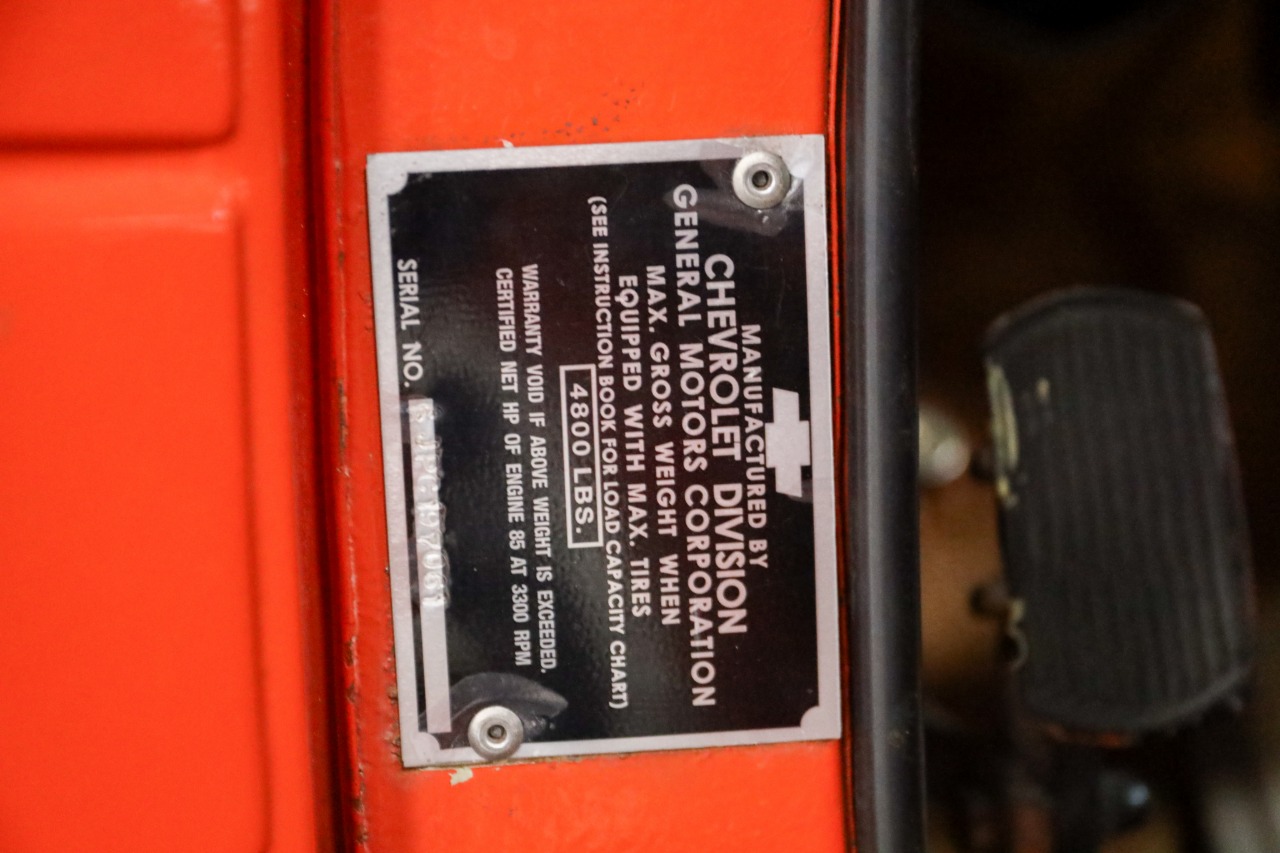 MANUFACTURED BY
CHEVROLET DIVISION
GENERAL MOTORS CORPORATION
MAX. GROSS WEIGHT WHEN
EQUIPPED WITH MAX. TIRES
(SEE INSTRUCTION BOOK FOR LOAD CAPACITY CHART)
4800 LBS.
WARRANTY VOID IF ABOVE WEIGHT IS EXCEEDED.
CERTIFIED NET HP OF ENGINE 85 AT 3300 RPM
SERIAL NO.